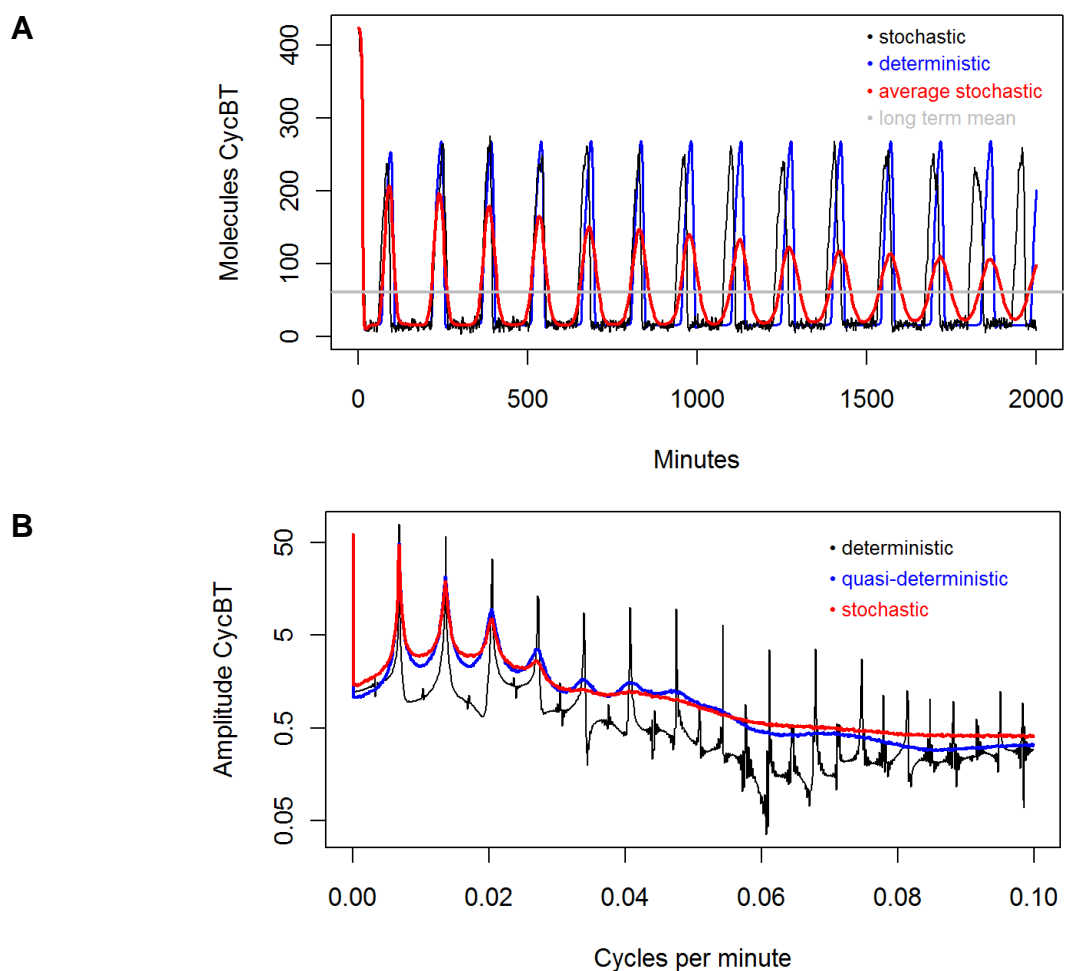 A
Molecules CycBT
400
300
200
100
0
• stochastic
• deterministic
• average stochastic
• long term mean
0 500 1000 1500 2000
Minutes
B
Amplitude CycBT
50
5
0.5
0.05
• deterministic
• quasi-deterministic
• stochastic
0.00 0.02 0.04 0.06 0.08 0.10
Cycles per minute